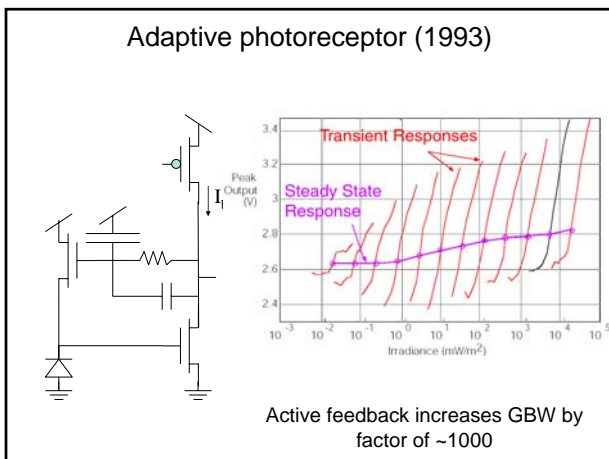 Adaptive photoreceptor (1993)
I₁
Peak
Output
(V)
3.4
3.2
3
2.8
2.6
2.4
Transient Responses
Steady State
Response
10⁻³ 10⁻² 10⁻¹ 10⁰ 10¹ 10² 10³ 10⁴ 10⁵
Irradiance (mW/m²)
Active feedback increases GBW by
factor of ~1000